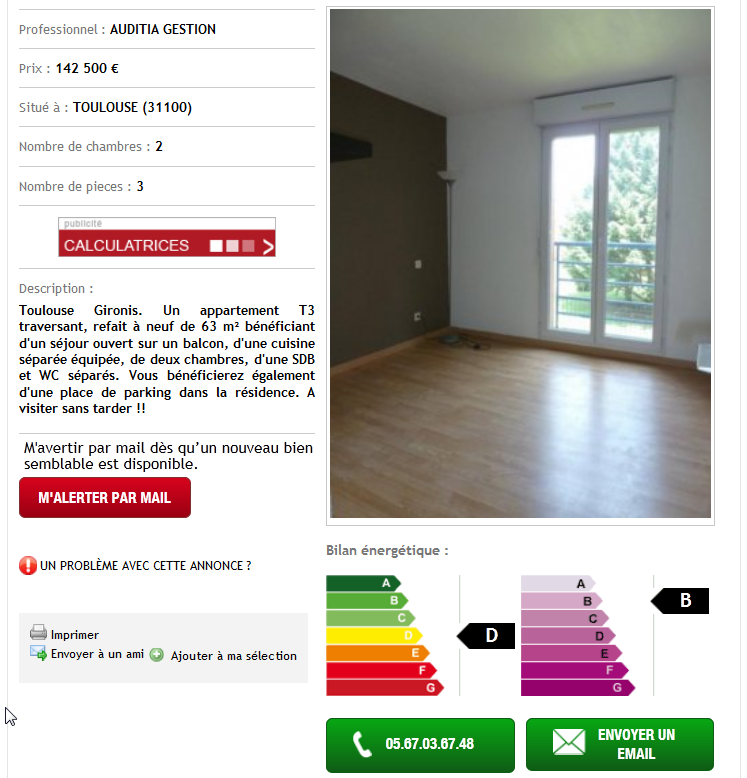 Professionnel : AUDITIA GESTION
Prix : 142 500 €
Situé à : TOULOUSE (31100)
Nombre de chambres : 2
Nombre de pieces : 3
publicité
CALCULATRICES
Description :
Toulouse Gironis. Un appartement T3
traversant, refait à neuf de 63 m² bénéficiant
d'un séjour ouvert sur un balcon, d'une cuisine
séparée équipée, de deux chambres, d'une SDB
et WC séparés. Vous bénéficierez également
d'une place de parking dans la résidence. A
visiter sans tarder !!
M'avertir par mail dès qu’un nouveau bien
semblable est disponible.
M'ALERTER PAR MAIL
UN PROBLÈME AVEC CETTE ANNONCE ?
Imprimer
Envoyer à un ami
Ajouter à ma sélection
Bilan énergétique :
A
B
C
D
E
F
G
D
A
B
C
D
E
F
G
B
05.67.03.67.48
ENVOYER UN
EMAIL